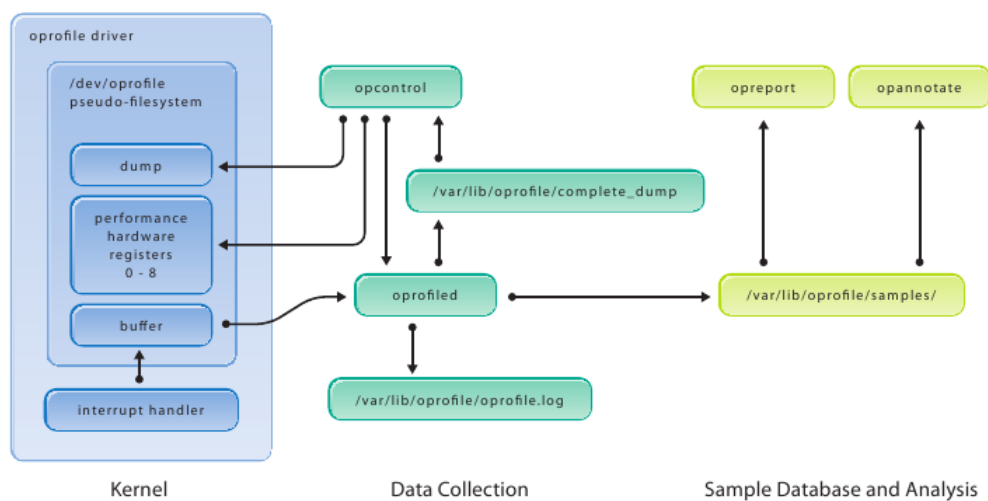 oprofile driver
/dev/oprofile
pseudo-filesystem
dump
performance
hardware
registers
0 - 8
buffer
interrupt handler
Kernel
opcontrol
/var/lib/oprofile/complete_dump
oprofiled
/var/lib/oprofile/oprofile.log
Data Collection
opreport
opannotate
/var/lib/oprofile/samples/
Sample Database and Analysis